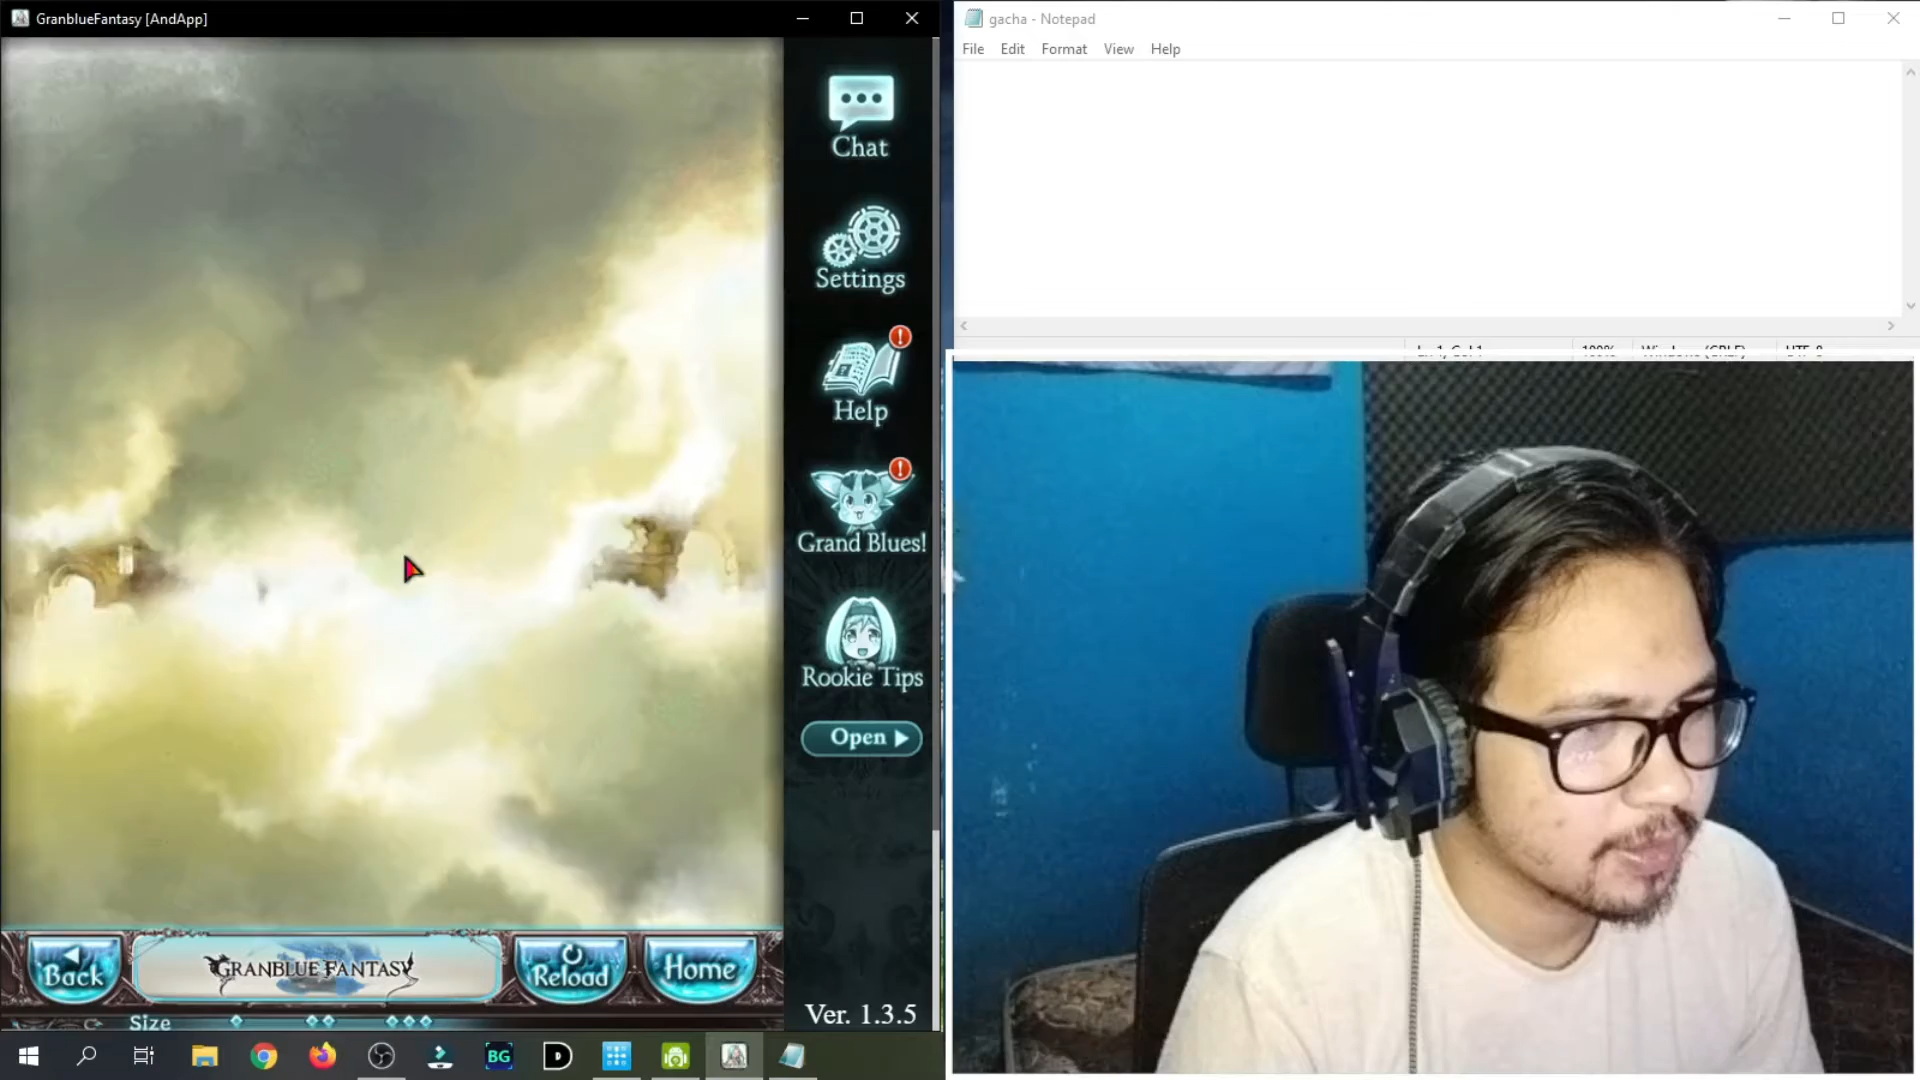 GranblueFantasy [AndApp]
gacha - Notepad
File Edit Format View Help
Chat
Settings
Help
Grand Blues!
Rookie Tips
Open
Back
GRANBLUE FANTASY
Reload
Home
Ver. 1.3.5
Size
BG
D